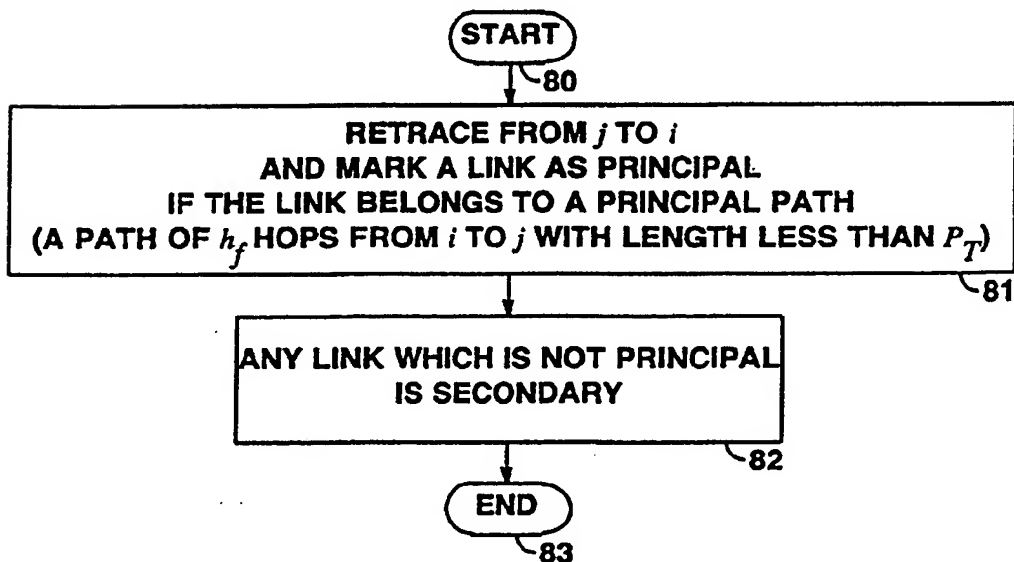 START
80
RETRACE FROM j TO i
AND MARK A LINK AS PRINCIPAL
IF THE LINK BELONGS TO A PRINCIPAL PATH
(A PATH OF h_f HOPS FROM i TO j WITH LENGTH LESS THAN P_T)
81
ANY LINK WHICH IS NOT PRINCIPAL
IS SECONDARY
82
END
83